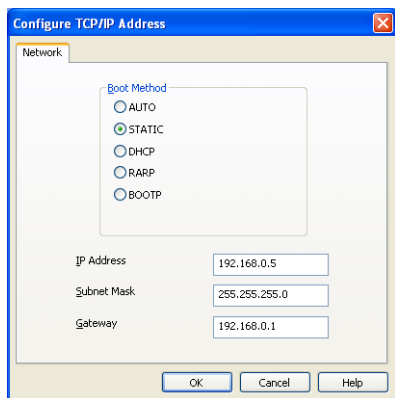 Configure TCP/IP Address
Network
Boot Method
AUTO
STATIC
DHCP
RARP
BOOTP
IP Address 192.168.0.5
Subnet Mask 255.255.255.0
Gateway 192.168.0.1
OK Cancel Help